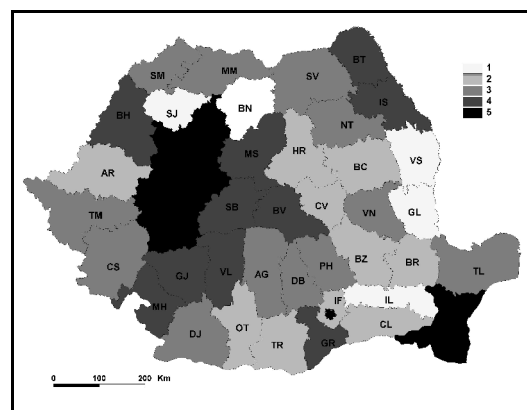 BT
SM MM SV
1
2
3
4
5
BH SJ BN IS
NT
MS HR BC VS
AR
TM SB BV CV VN GL
CS GJ VL AG DB PH BZ BR TL
MH IF IL
DJ OT TR GR CL
0 100 200 Km